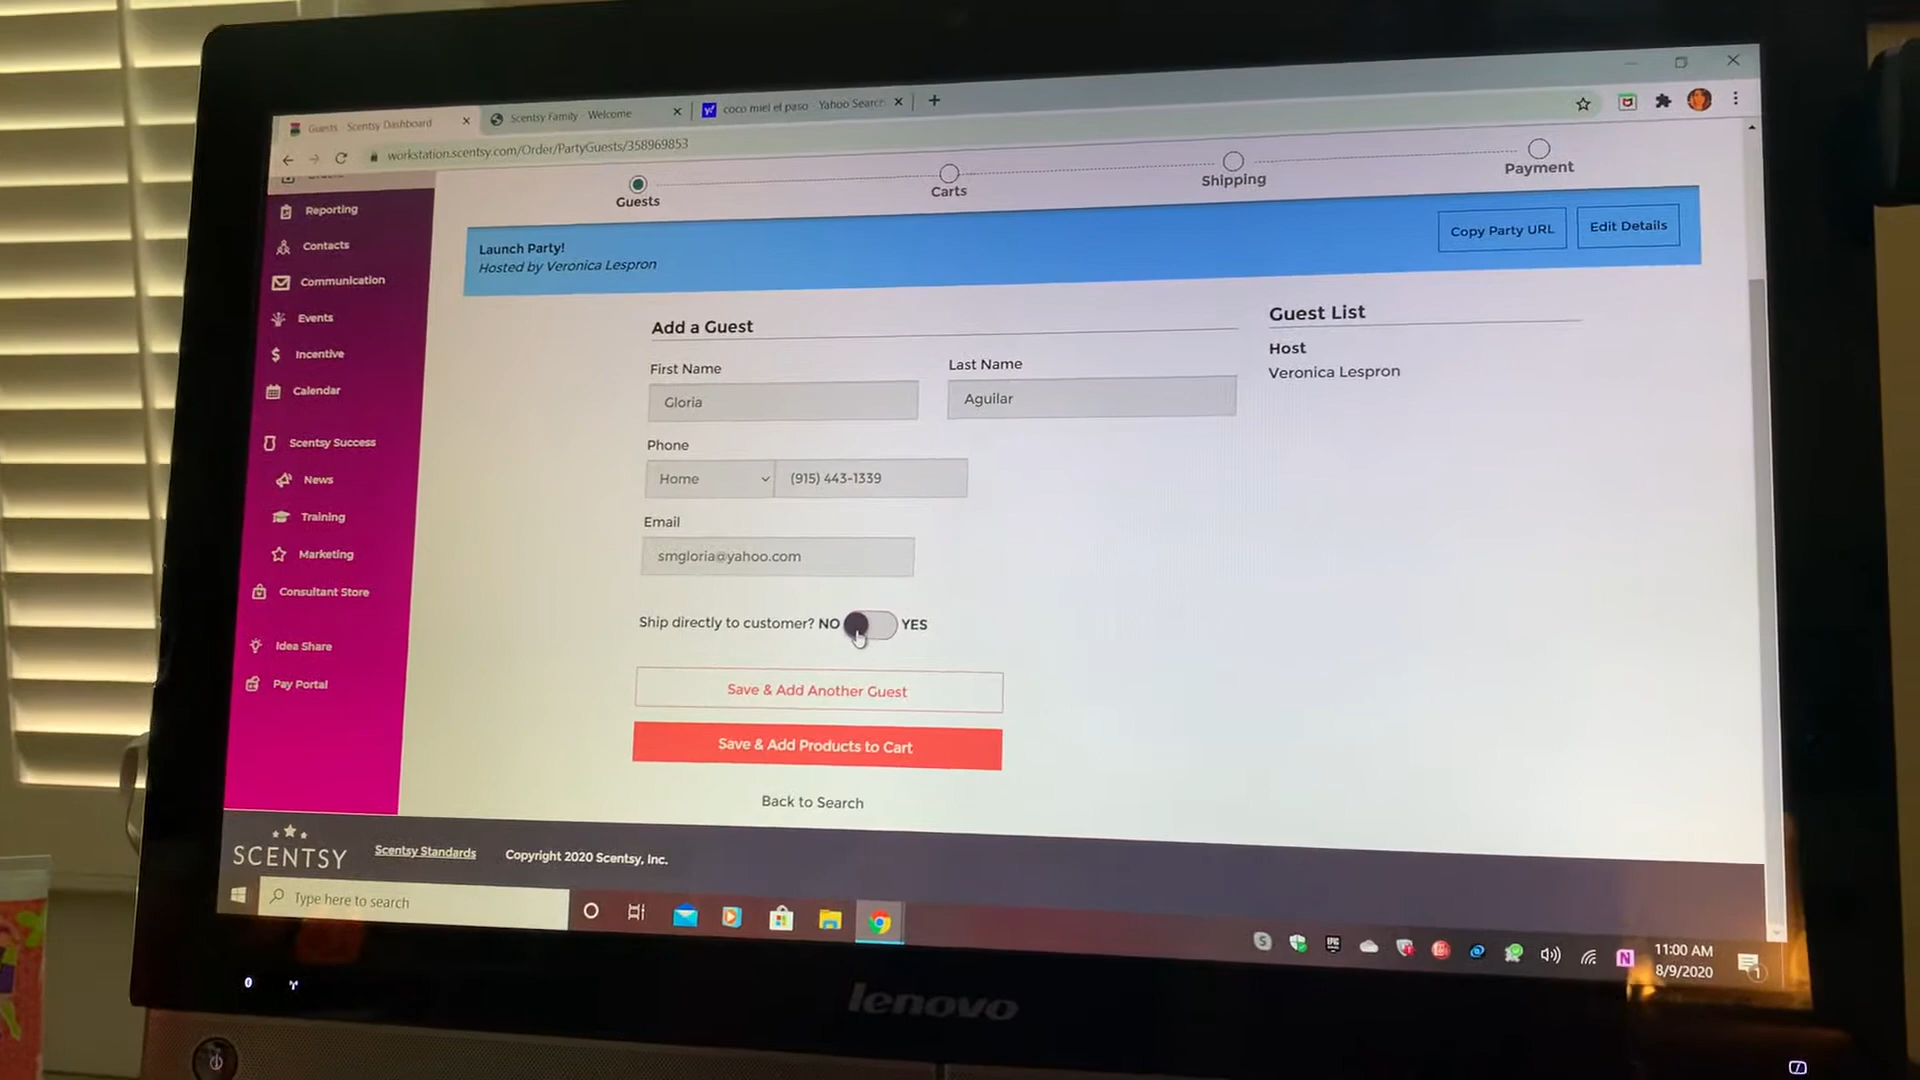 Guests - Scentsy Dashboard
Scentsy Family - Welcome
coco miel el paso - Yahoo Search
workstation.scentsy.com/Order/PartyGuests/358969853
Reporting
Contacts
Communication
Events
Incentive
Calendar
Scentsy Success
News
Training
Marketing
Consultant Store
Idea Share
Pay Portal
Guests
Carts
Shipping
Payment
Launch Party!
Hosted by Veronica Lespron
Copy Party URL
Edit Details
Add a Guest
First Name
Last Name
Gloria
Aguilar
Phone
Home
(915) 443-1339
Email
smgloria@yahoo.com
Ship directly to customer? NO YES
Save & Add Another Guest
Save & Add Products to Cart
Back to Search
Guest List
Host
Veronica Lespron
SCENTSY
Scentsy Standards
Copyright 2020 Scentsy, Inc.
Type here to search
11:00 AM
8/9/2020
1
lenovo